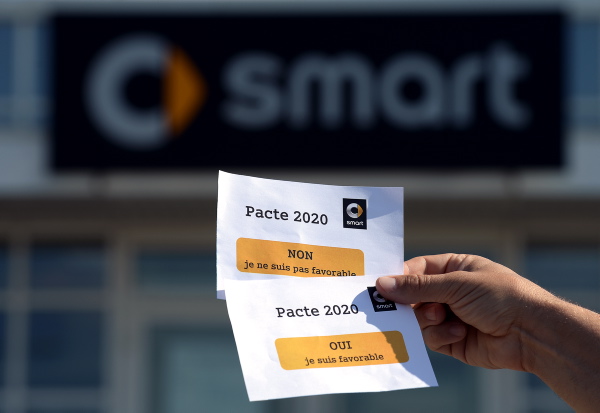 smart
Pacte 2020
smart
NON
je ne suis pas favorable
Pacte 2020
smart
OUI
je suis favorable